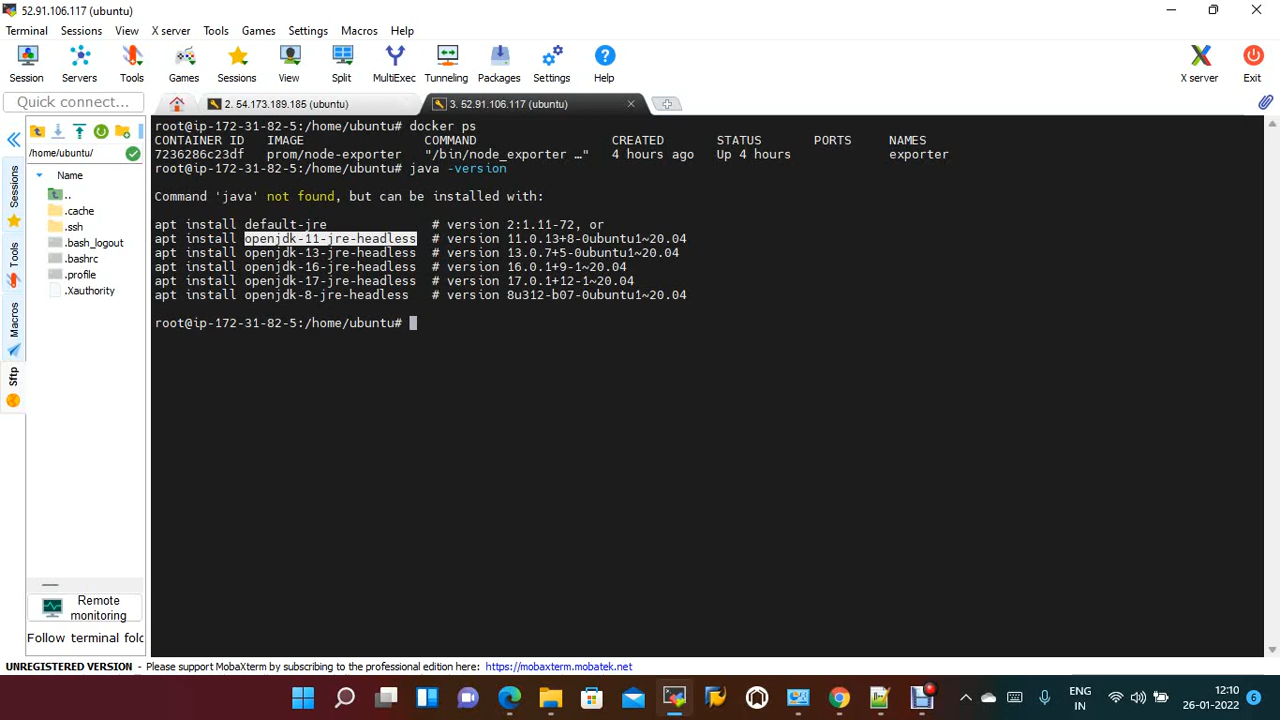 52.91.106.117 (ubuntu)
Terminal Sessions View X server Tools Games Settings Macros Help
Session Servers Tools Games Sessions View Split MultiExec Tunneling Packages Settings Help X server Exit
Quick connect...
2. 54.173.189.185 (ubuntu)
3. 52.91.106.117 (ubuntu)
/home/ubuntu/
Name
..
.cache
.ssh
.bash_logout
.bashrc
.profile
.Xauthority
Sessions
Tools
Macros
Sftp
Remote
monitoring
Follow terminal fold
root@ip-172-31-82-5:/home/ubuntu# docker ps
CONTAINER ID IMAGE COMMAND CREATED STATUS PORTS NAMES
7236286c23df prom/node-exporter "/bin/node_exporter …" 4 hours ago Up 4 hours exporter
root@ip-172-31-82-5:/home/ubuntu# java -version
Command 'java' not found, but can be installed with:
apt install default-jre # version 2:1.11-72, or
apt install openjdk-11-jre-headless # version 11.0.13+8-0ubuntu1~20.04
apt install openjdk-13-jre-headless # version 13.0.7+5-0ubuntu1~20.04
apt install openjdk-16-jre-headless # version 16.0.1+9-1~20.04
apt install openjdk-17-jre-headless # version 17.0.1+12-1~20.04
apt install openjdk-8-jre-headless # version 8u312-b07-0ubuntu1~20.04
root@ip-172-31-82-5:/home/ubuntu#
UNREGISTERED VERSION - Please support MobaXterm by subscribing to the professional edition here: https://mobaxterm.mobatek.net
ENG
IN
12:10
26-01-2022
6